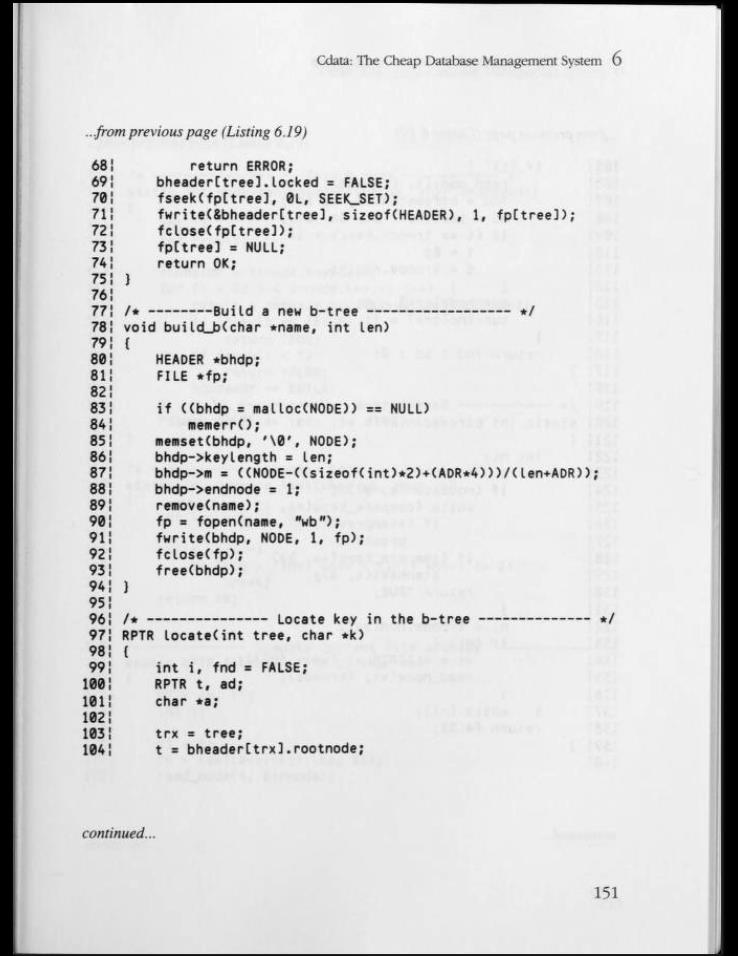 Cdata: The Cheap Database Management System 6
...from previous page (Listing 6.19)
68¦ return ERROR;
69¦ bheader[tree].locked = FALSE;
70¦ fseek(fp[tree], 0L, SEEK_SET);
71¦ fwrite(&bheader[tree], sizeof(HEADER), 1, fp[tree]);
72¦ fclose(fp[tree]);
73¦ fp[tree] = NULL;
74¦ return OK;
75¦ }
76¦
77¦ /* --------Build a new b-tree ------------------ */
78¦ void build_b(char *name, int len)
79¦ {
80¦ HEADER *bhdp;
81¦ FILE *fp;
82¦
83¦ if ((bhdp = malloc(NODE)) == NULL)
84¦ memerr();
85¦ memset(bhdp, '\0', NODE);
86¦ bhdp->keylength = len;
87¦ bhdp->m = ((NODE-((sizeof(int)*2)+(ADR*4)))/(len+ADR));
88¦ bhdp->endnode = 1;
89¦ remove(name);
90¦ fp = fopen(name, "wb");
91¦ fwrite(bhdp, NODE, 1, fp);
92¦ fclose(fp);
93¦ free(bhdp);
94¦ }
95¦
96¦ /* --------------- Locate key in the b-tree -------------- */
97¦ RPTR locate(int tree, char *k)
98¦ {
99¦ int i, fnd = FALSE;
100¦ RPTR t, ad;
101¦ char *a;
102¦
103¦ trx = tree;
104¦ t = bheader[trx].rootnode;
continued...
151